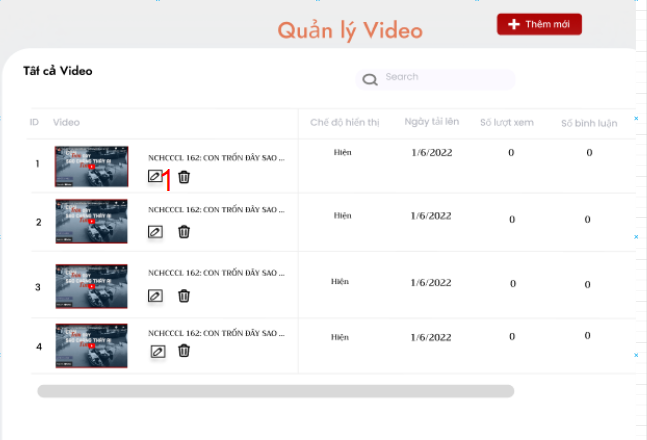 Quản lý Video
Thêm mới
Tất cả Video
Search
ID Video Chế độ hiển thị Ngày tải lên Số lượt xem Số bình luận
1 NCHCCCL 162: CON TRỐN ĐÂY SAO ... Hiện 1/6/2022 0 0
1
2 NCHCCCL 162: CON TRỐN ĐÂY SAO ... Hiện 1/6/2022 0 0
3 NCHCCCL 162: CON TRỐN ĐÂY SAO ... Hiện 1/6/2022 0 0
4 NCHCCCL 162: CON TRỐN ĐÂY SAO ... Hiện 1/6/2022 0 0